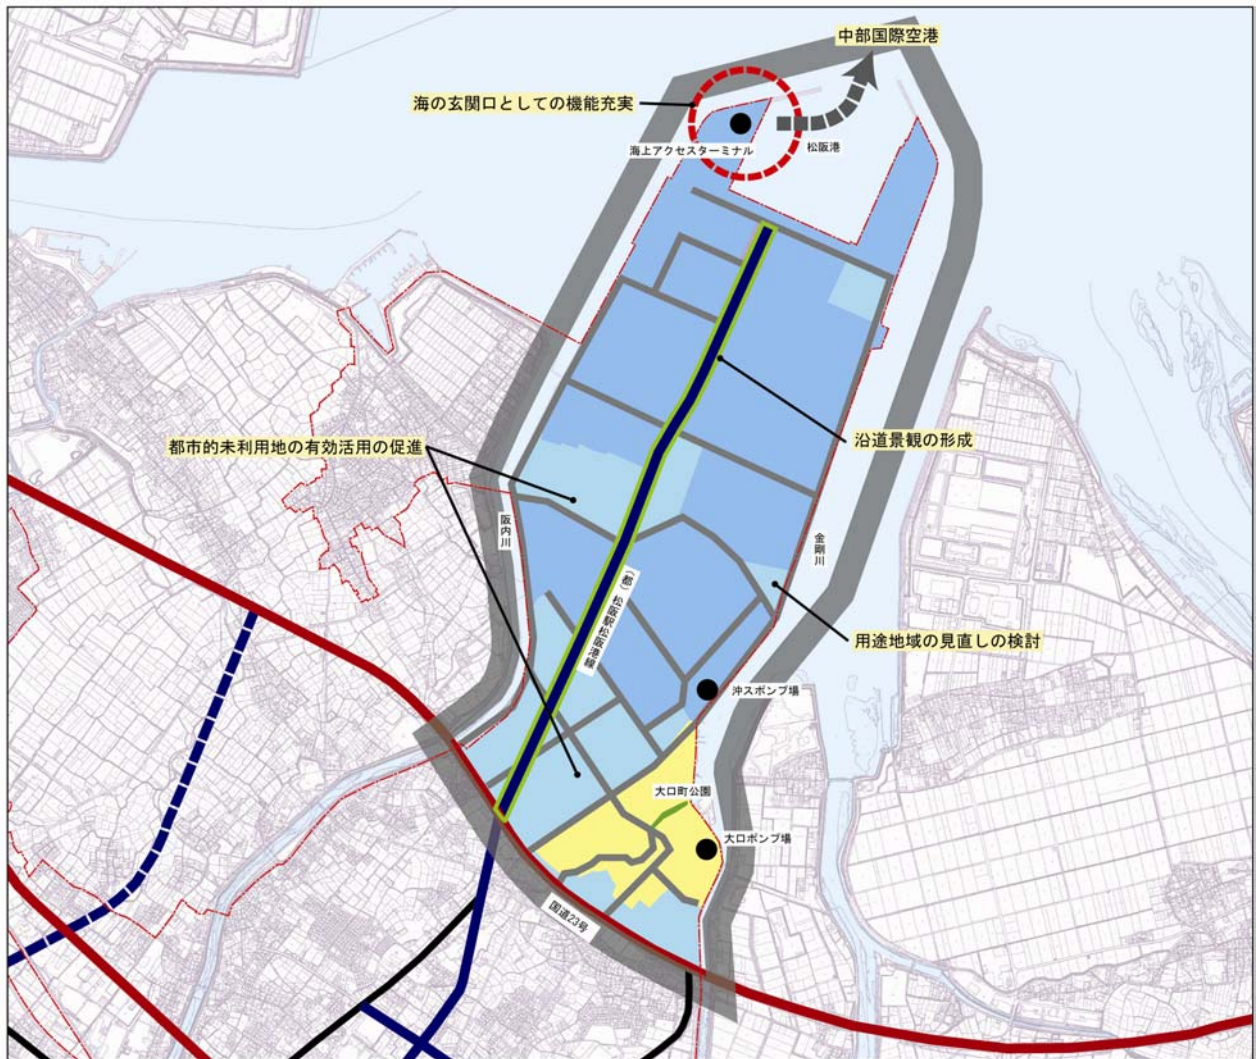 中部国際空港
海の玄関口としての機能充実
海上アクセスターミナル
松阪港
沿道景観の形成
都市的未利用地の有効活用の促進
阪内川
金剛川
(都)松阪駅松阪港線
用途地域の見直しの検討
沖スポンプ場
大口町公園
大口ポンプ場
国道23号